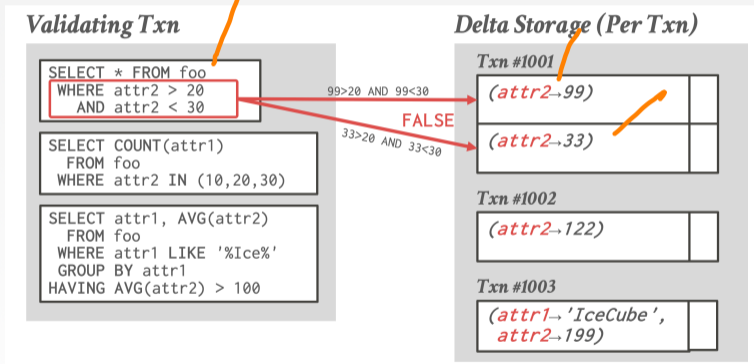 Validating Txn
SELECT * FROM foo
WHERE attr2 > 20
AND attr2 < 30
SELECT COUNT(attr1)
FROM foo
WHERE attr2 IN (10,20,30)
SELECT attr1, AVG(attr2)
FROM foo
WHERE attr1 LIKE '%Ice%'
GROUP BY attr1
HAVING AVG(attr2) > 100
99>20 AND 99<30
FALSE
33>20 AND 33<30
Delta Storage (Per Txn)
Txn #1001
(attr2→99)
(attr2→33)
Txn #1002
(attr2→122)
Txn #1003
(attr1→'IceCube',
attr2→199)